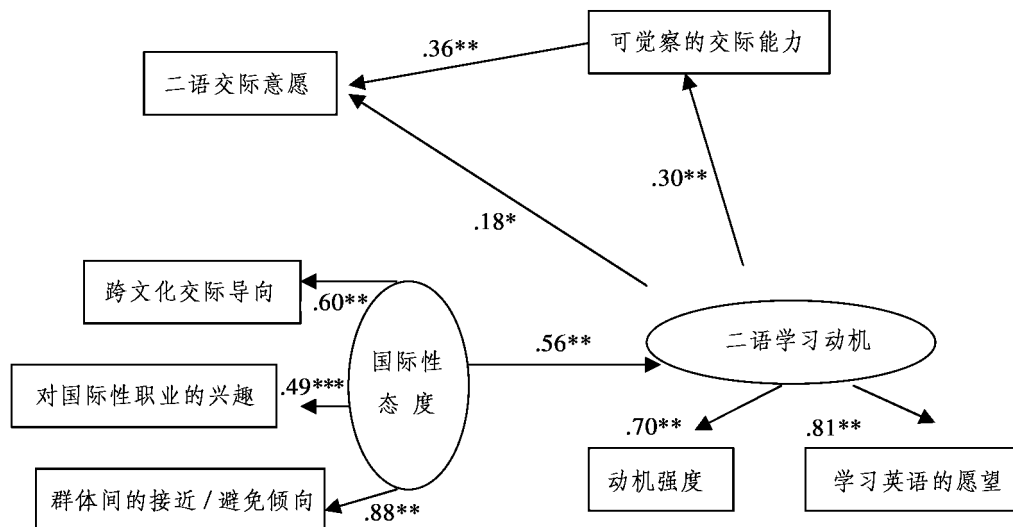 可觉察的交际能力
.36**
二语交际意愿
.30**
.18*
跨文化交际导向
.60**
国际性
态 度
.56**
二语学习动机
对国际性职业的兴趣
.49***
.70**
.81**
动机强度
学习英语的愿望
群体间的接近/避免倾向
.88**